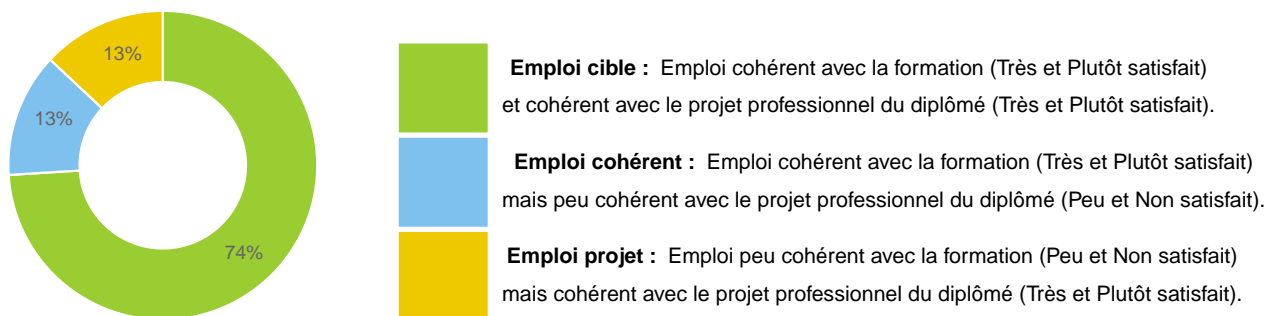 13%
13%
74%
Emploi cible : Emploi cohérent avec la formation (Très et Plutôt satisfait)
et cohérent avec le projet professionnel du diplômé (Très et Plutôt satisfait).
Emploi cohérent : Emploi cohérent avec la formation (Très et Plutôt satisfait)
mais peu cohérent avec le projet professionnel du diplômé (Peu et Non satisfait).
Emploi projet : Emploi peu cohérent avec la formation (Peu et Non satisfait)
mais cohérent avec le projet professionnel du diplômé (Très et Plutôt satisfait).